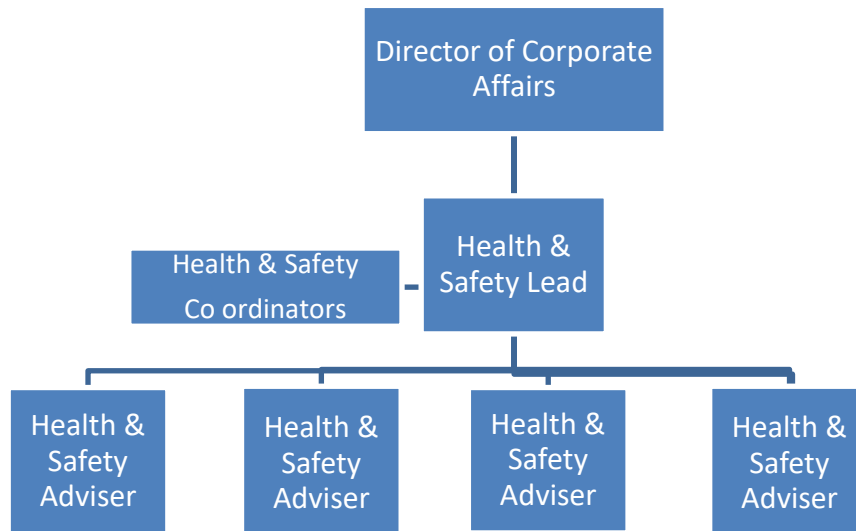 Director of Corporate
Affairs
Health &
Safety Lead
Health & Safety
Co ordinators
Health &
Safety
Adviser
Health &
Safety
Adviser
Health &
Safety
Adviser
Health &
Safety
Adviser